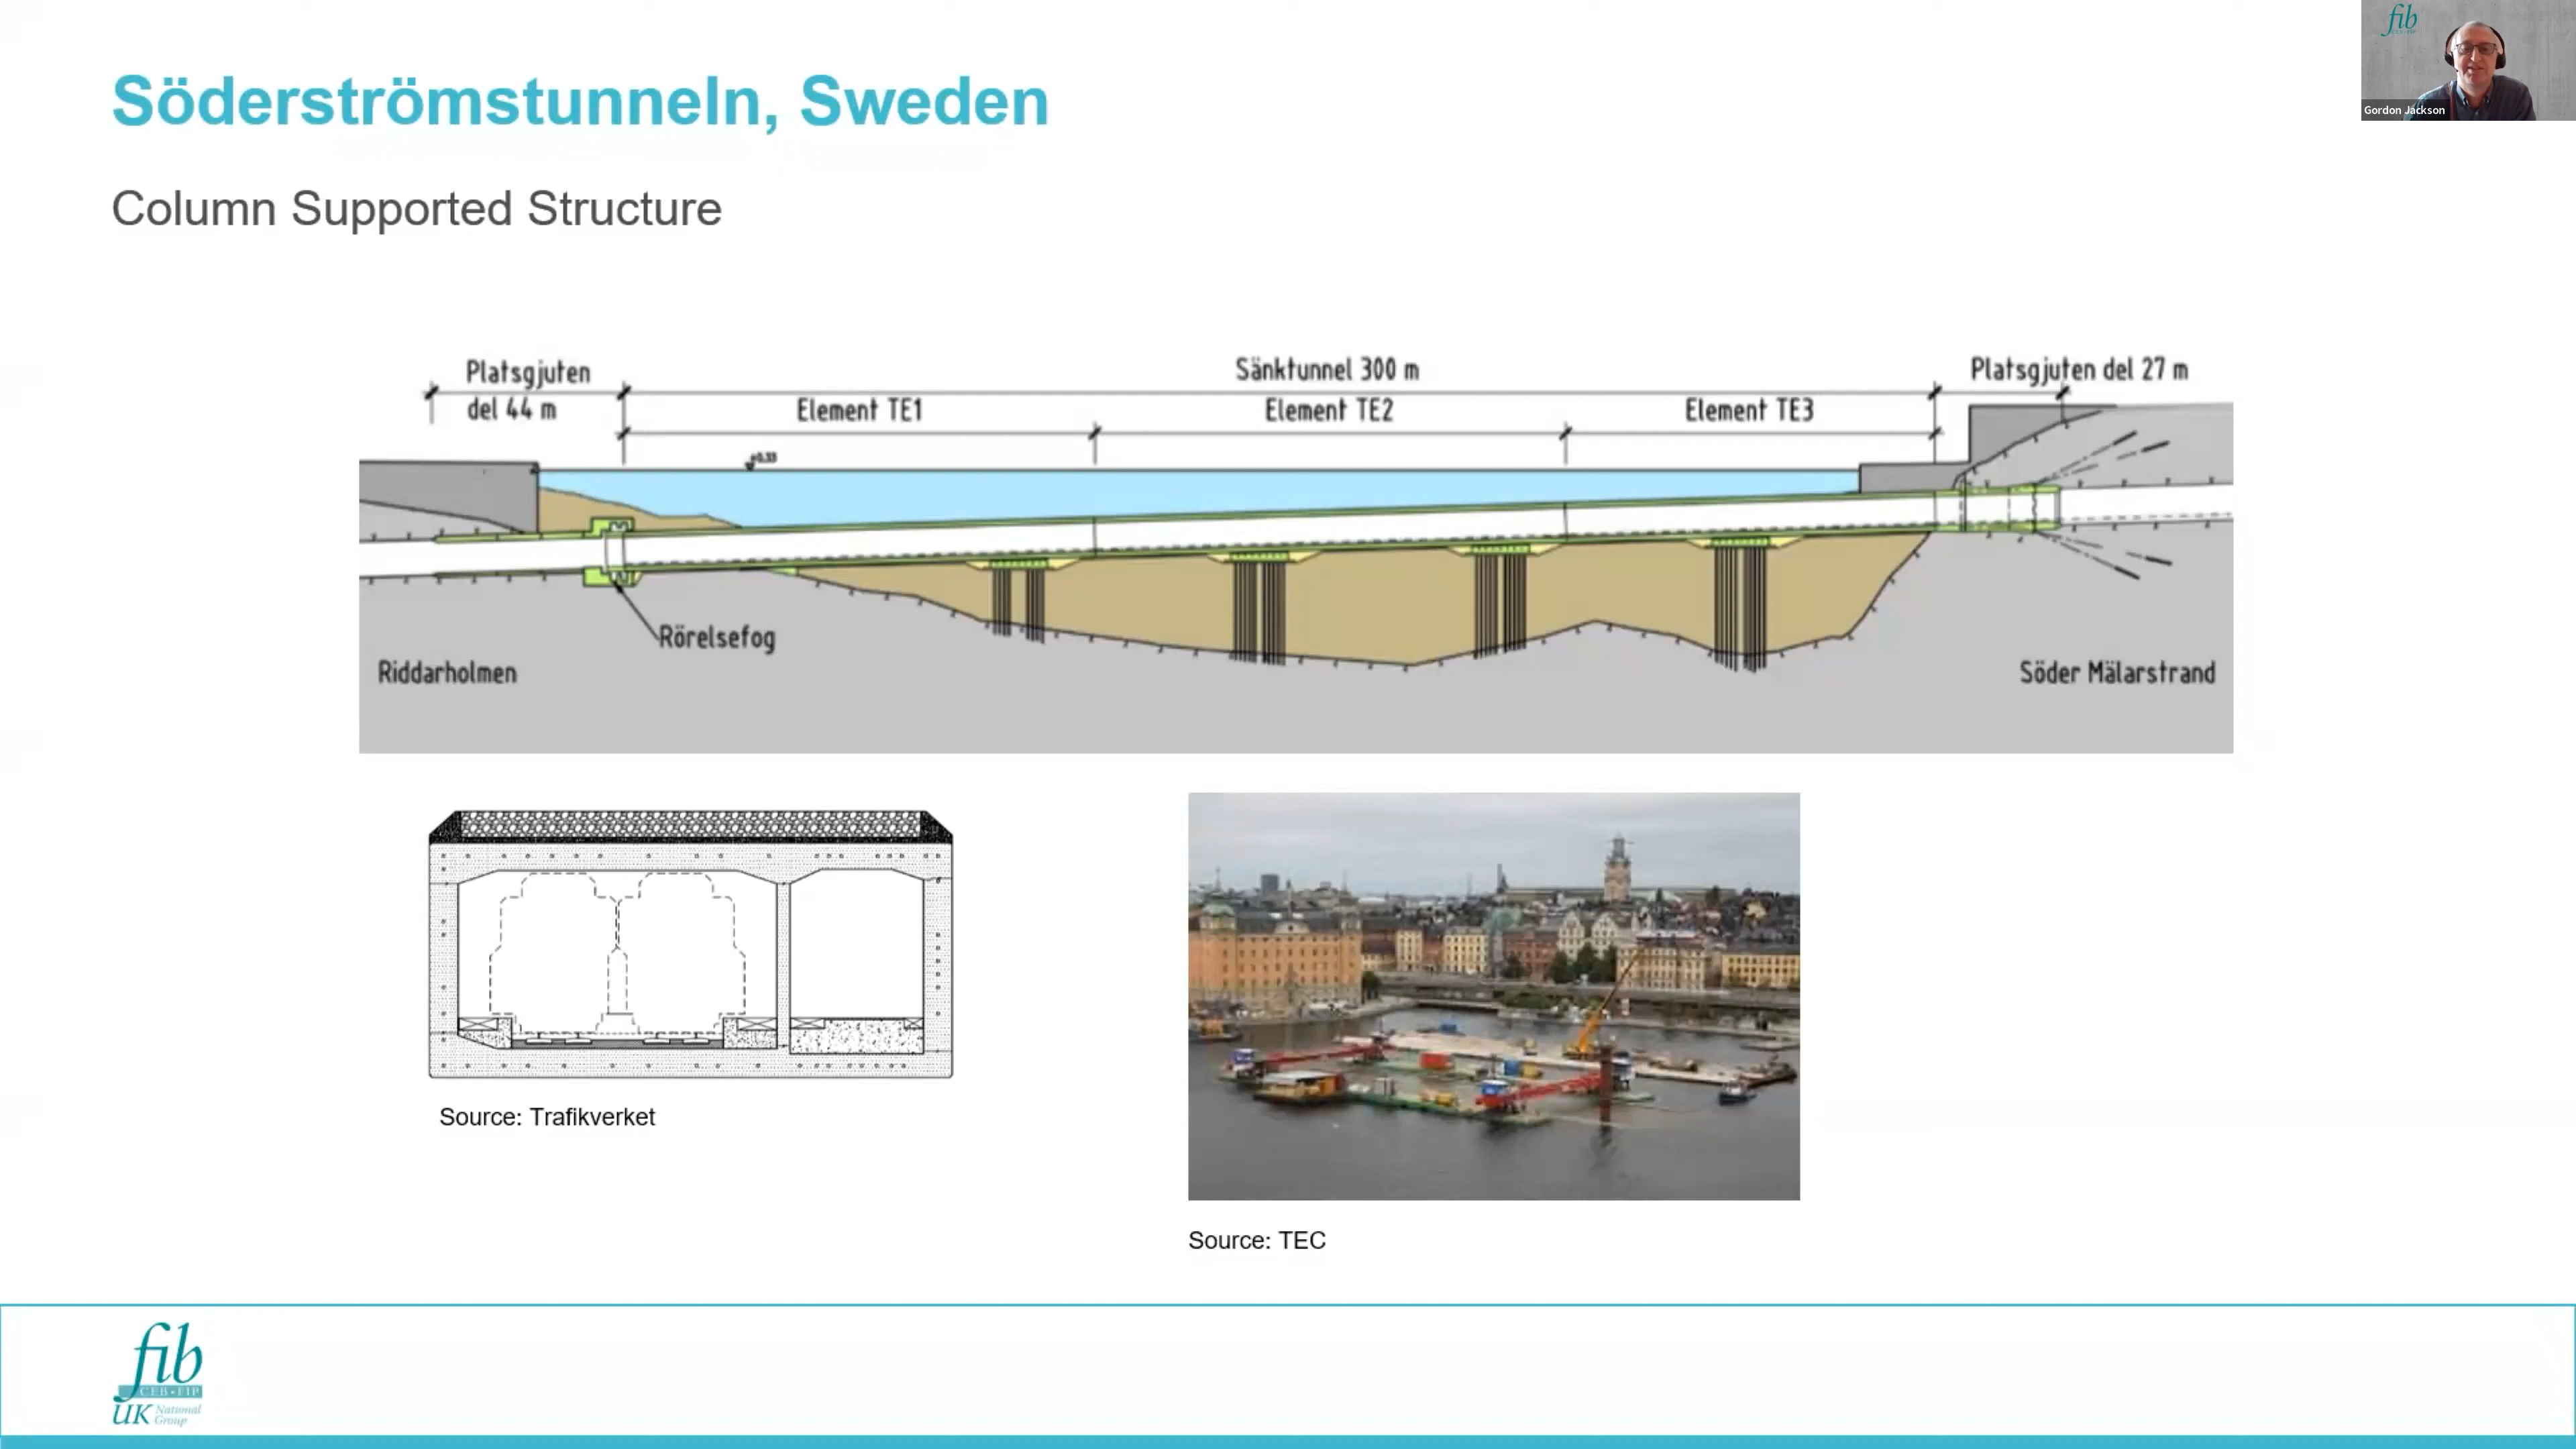 fib
Gordon Jackson
Söderströmstunneln, Sweden
Column Supported Structure
Platsgjuten
del 44 m
Sänktunnel 300 m
Platsgjuten del 27 m
Element TE1
Element TE2
Element TE3
Rörelsefog
Riddarholmen
Söder Mälarstrand
Source: Trafikverket
Source: TEC
fib
CEB-FIP
UK National
Group